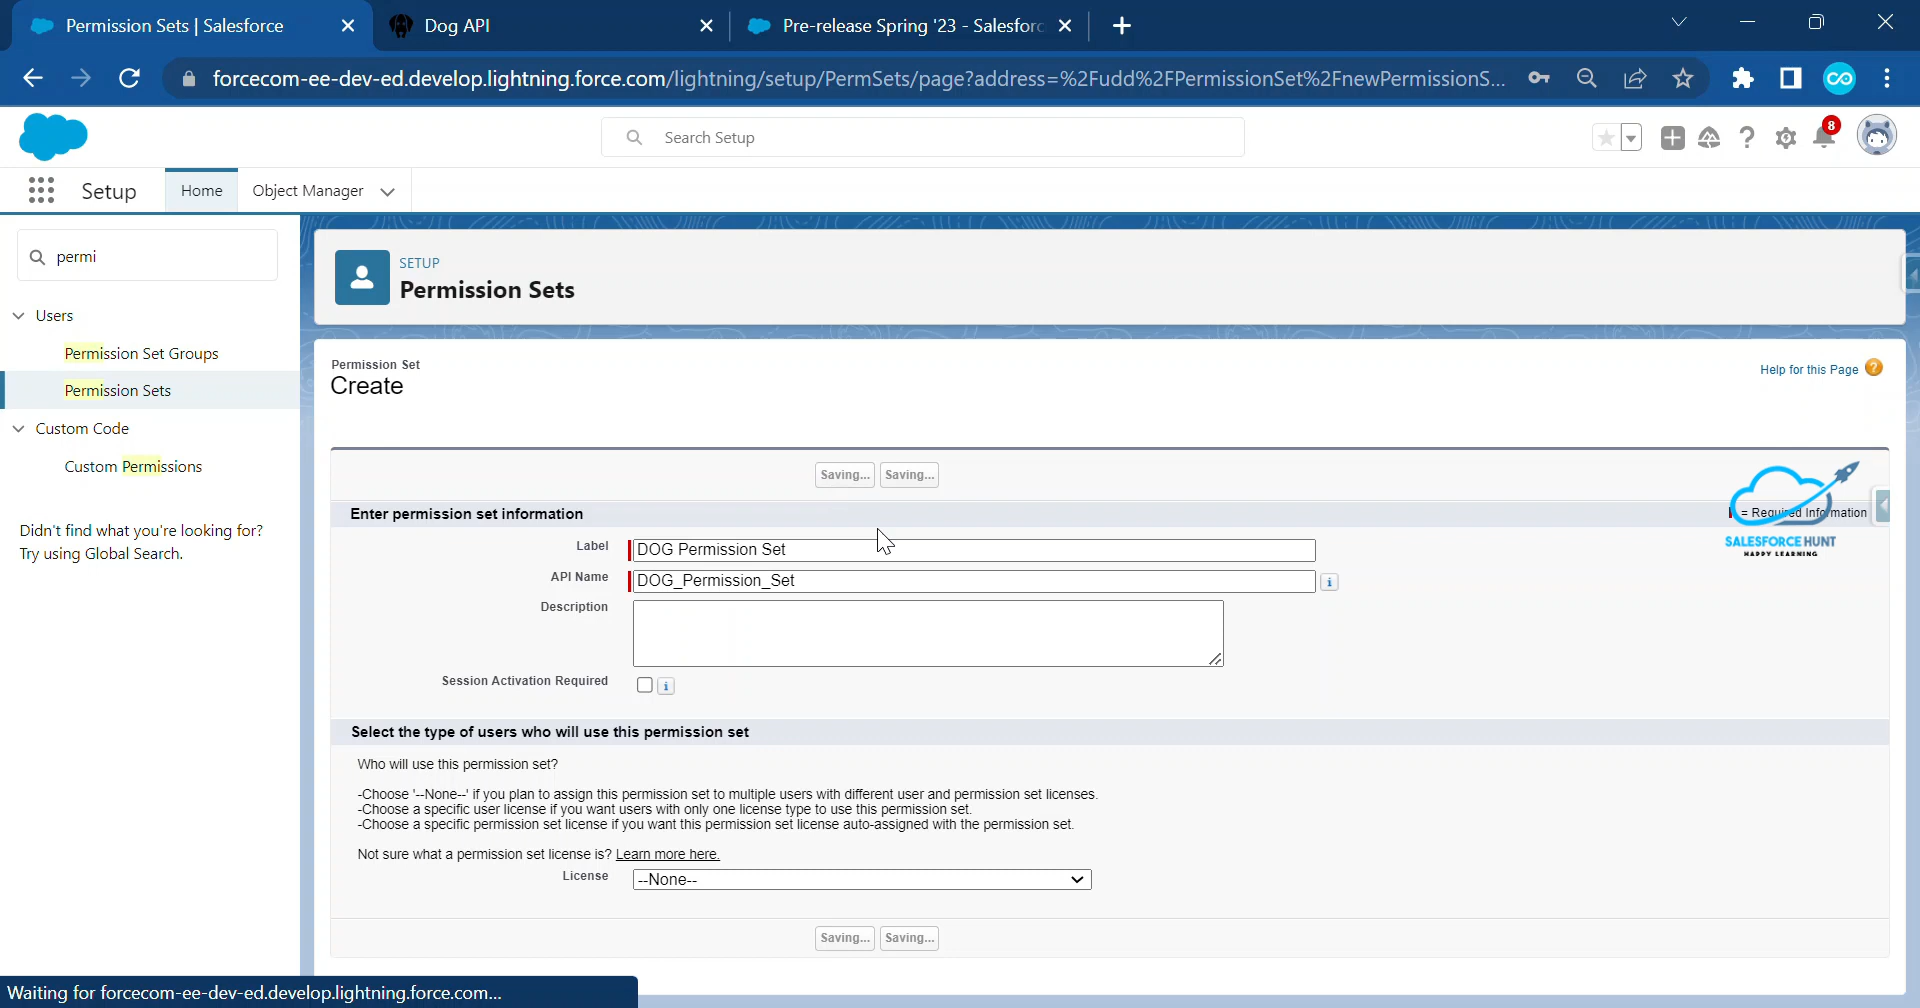 Permission Sets | Salesforce
Dog API
Pre-release Spring '23 - Salesforc
forcecom-ee-dev-ed.develop.lightning.force.com/lightning/setup/PermSets/page?address=%2Fudd%2FPermissionSet%2FnewPermissionS...
Search Setup
8
Setup
Home
Object Manager
permi
Users
Permission Set Groups
Permission Sets
Custom Code
Custom Permissions
Didn't find what you're looking for?
Try using Global Search.
SETUP
Permission Sets
Permission Set
Create
Help for this Page ?
Saving... Saving...
Enter permission set information
= Required Information
SALESFORCE HUNT
HAPPY LEARNING
Label DOG Permission Set
API Name DOG_Permission_Set i
Description
Session Activation Required i
Select the type of users who will use this permission set
Who will use this permission set?
-Choose '--None--' if you plan to assign this permission set to multiple users with different user and permission set licenses.
-Choose a specific user license if you want users with only one license type to use this permission set.
-Choose a specific permission set license if you want this permission set license auto-assigned with the permission set.
Not sure what a permission set license is? Learn more here.
License --None--
Saving... Saving...
Waiting for forcecom-ee-dev-ed.develop.lightning.force.com...